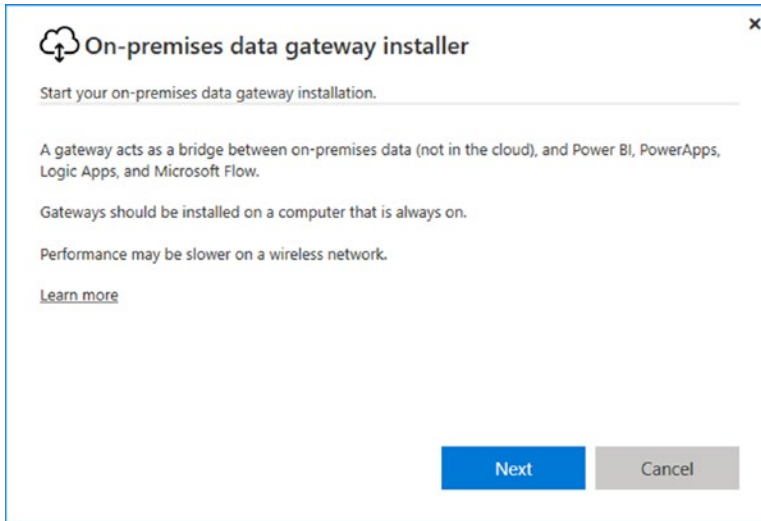 On-premises data gateway installer
Start your on-premises data gateway installation.
A gateway acts as a bridge between on-premises data (not in the cloud), and Power BI, PowerApps,
Logic Apps, and Microsoft Flow.
Gateways should be installed on a computer that is always on.
Performance may be slower on a wireless network.
Learn more
Next
Cancel